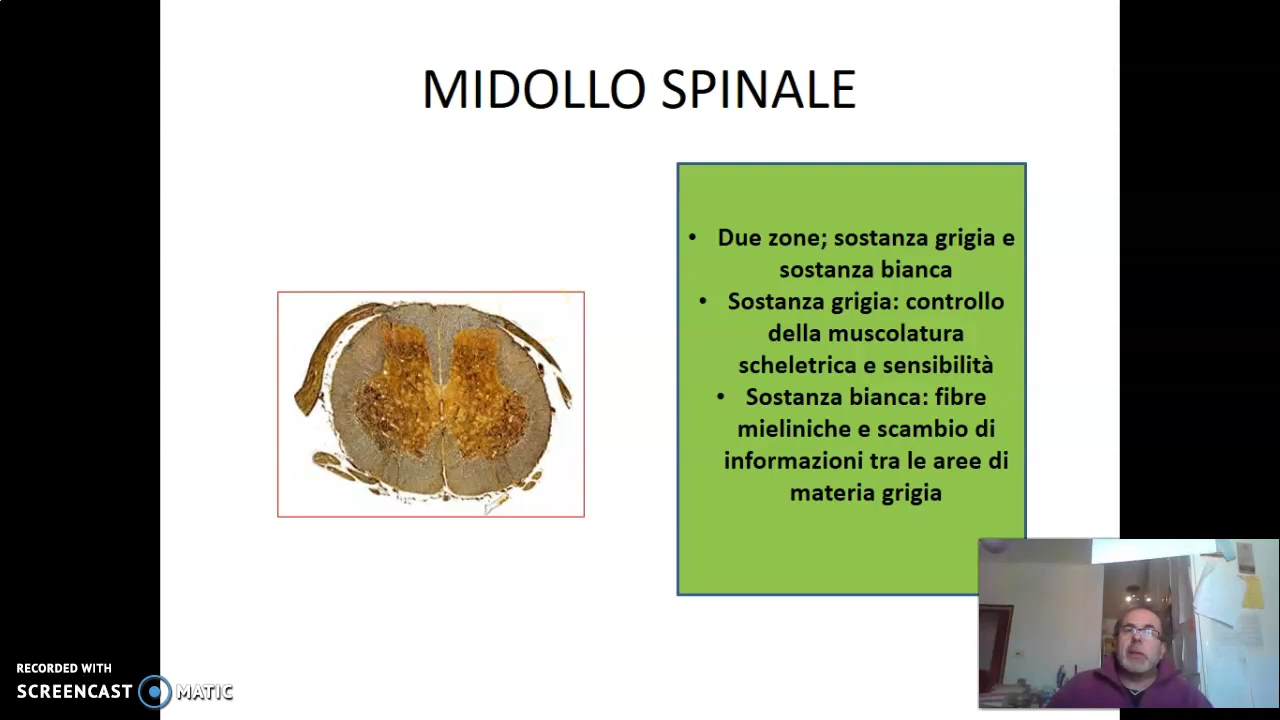 MIDOLLO SPINALE
• Due zone; sostanza grigia e
sostanza bianca
• Sostanza grigia: controllo
della muscolatura
scheletrica e sensibilità
• Sostanza bianca: fibre
mieliniche e scambio di
informazioni tra le aree di
materia grigia
RECORDED WITH
SCREENCAST MATIC